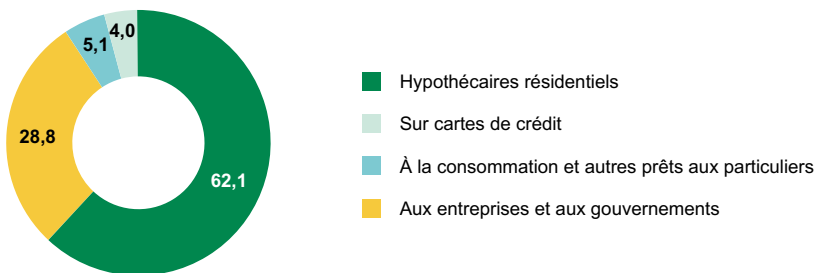 4,0
5,1
28,8
62,1
Hypothécaires résidentiels
Sur cartes de crédit
À la consommation et autres prêts aux particuliers
Aux entreprises et aux gouvernements